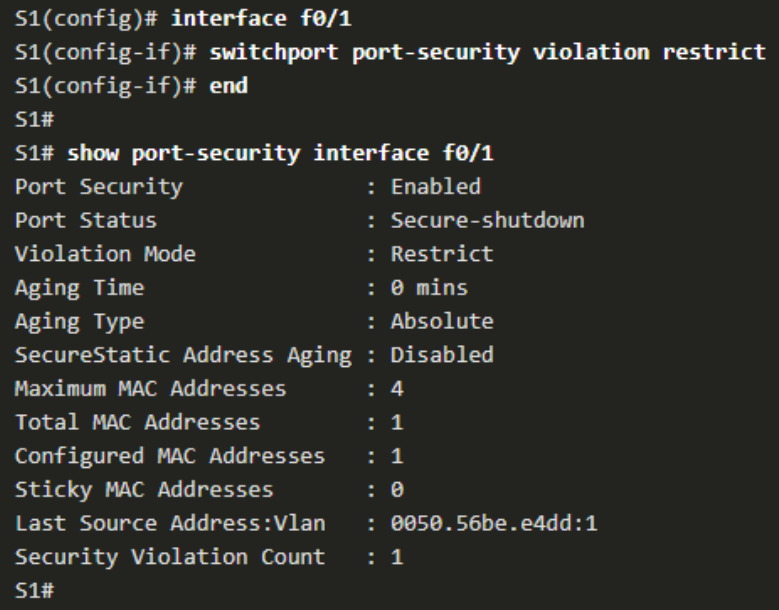 S1(config)# interface f0/1
S1(config-if)# switchport port-security violation restrict
S1(config-if)# end
S1#
S1# show port-security interface f0/1
Port Security              : Enabled
Port Status                : Secure-shutdown
Violation Mode             : Restrict
Aging Time                 : 0 mins
Aging Type                 : Absolute
SecureStatic Address Aging : Disabled
Maximum MAC Addresses      : 4
Total MAC Addresses        : 1
Configured MAC Addresses   : 1
Sticky MAC Addresses       : 0
Last Source Address:Vlan   : 0050.56be.e4dd:1
Security Violation Count   : 1
S1#